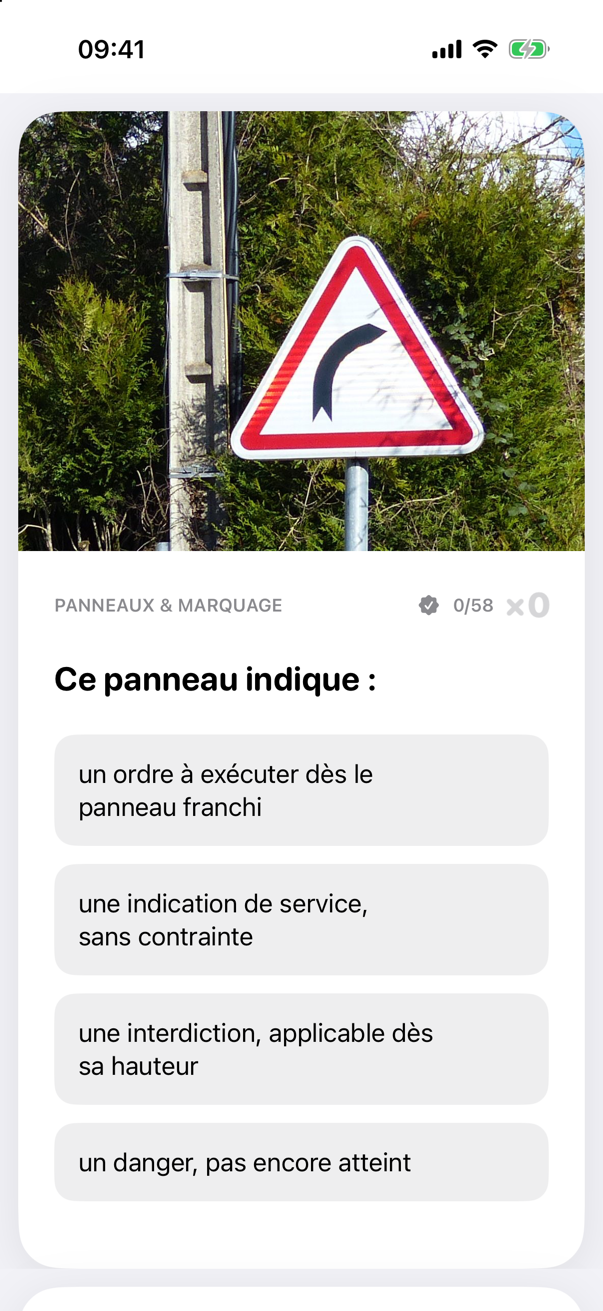 09:41
PANNEAUX & MARQUAGE
0/58 ×0
Ce panneau indique :
un ordre à exécuter dès le
panneau franchi
une indication de service,
sans contrainte
une interdiction, applicable dès
sa hauteur
un danger, pas encore atteint